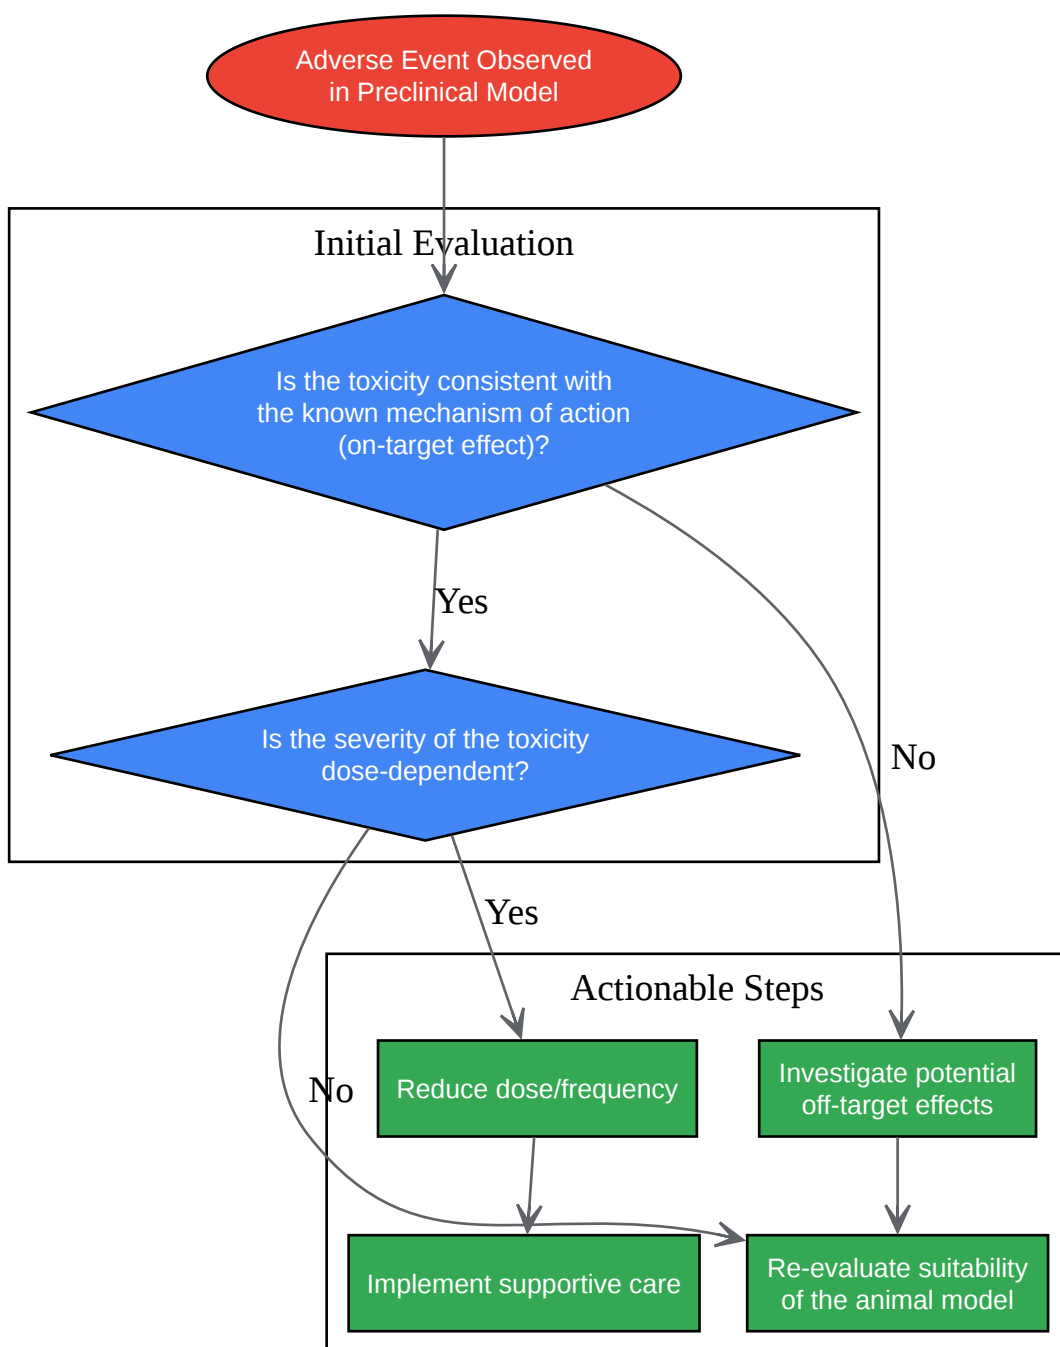 Adverse Event Observed
in Preclinical Model
Initial Evaluation
Is the toxicity consistent with
the known mechanism of action
(on-target effect)?
Yes
Is the severity of the toxicity
dose-dependent?
No
Yes
Actionable Steps
No
Reduce dose/frequency
Investigate potential
off-target effects
Implement supportive care
Re-evaluate suitability
of the animal model